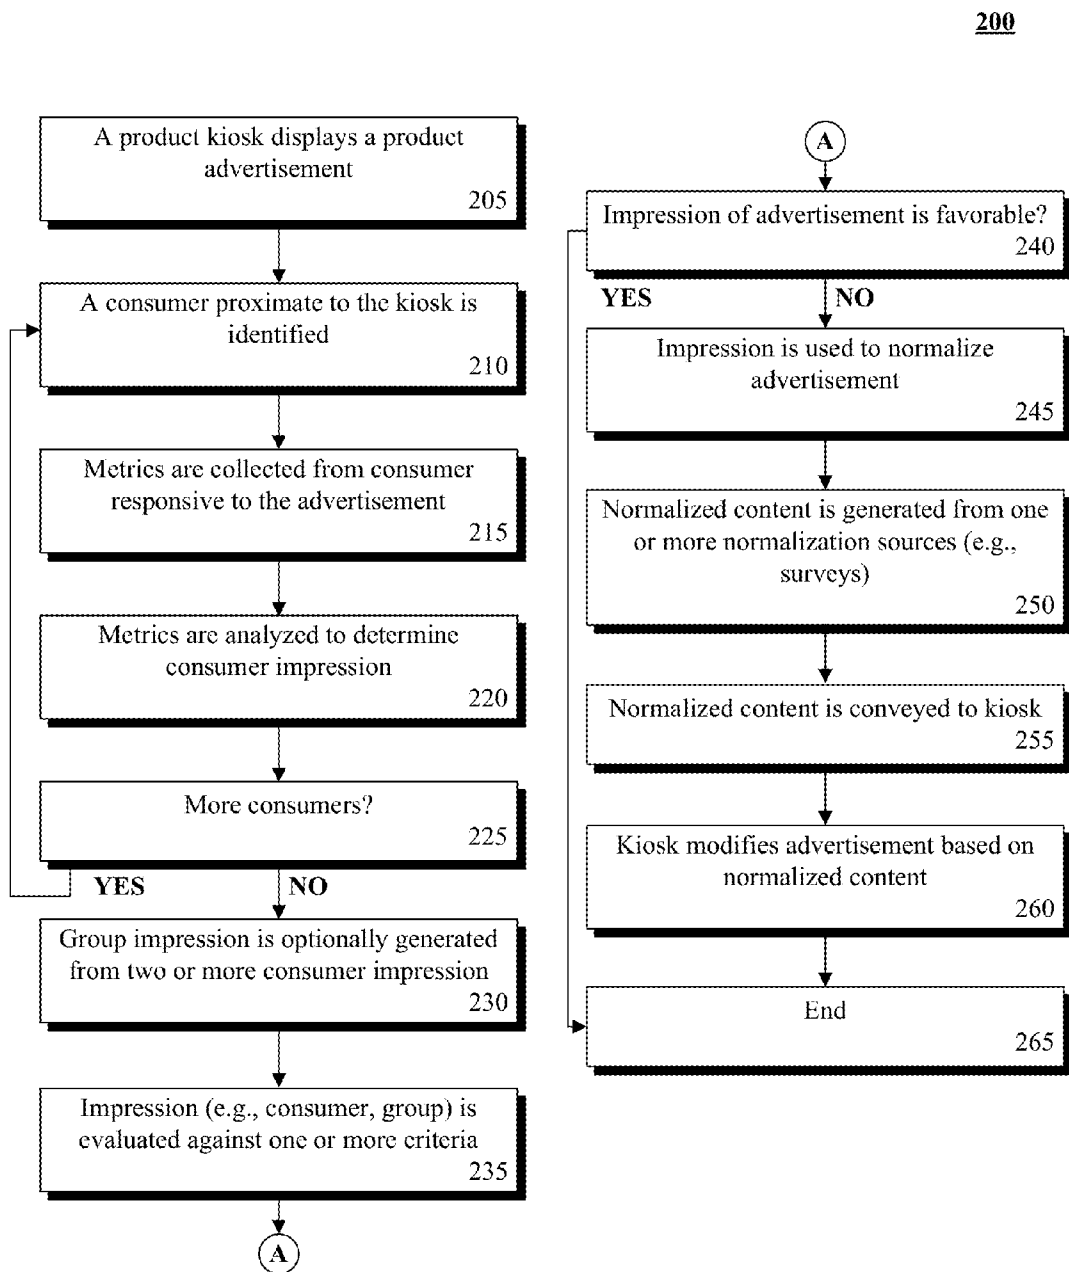 200
A product kiosk displays a product
advertisement
205
A consumer proximate to the kiosk is
identified
210
Metrics are collected from consumer
responsive to the advertisement
215
Metrics are analyzed to determine
consumer impression
220
More consumers?
225
YES
NO
Group impression is optionally generated
from two or more consumer impression
230
Impression (e.g., consumer, group) is
evaluated against one or more criteria
235
A
A
Impression of advertisement is favorable?
240
YES
NO
Impression is used to normalize
advertisement
245
Normalized content is generated from one
or more normalization sources (e.g.,
surveys)
250
Normalized content is conveyed to kiosk
255
Kiosk modifies advertisement based on
normalized content
260
End
265